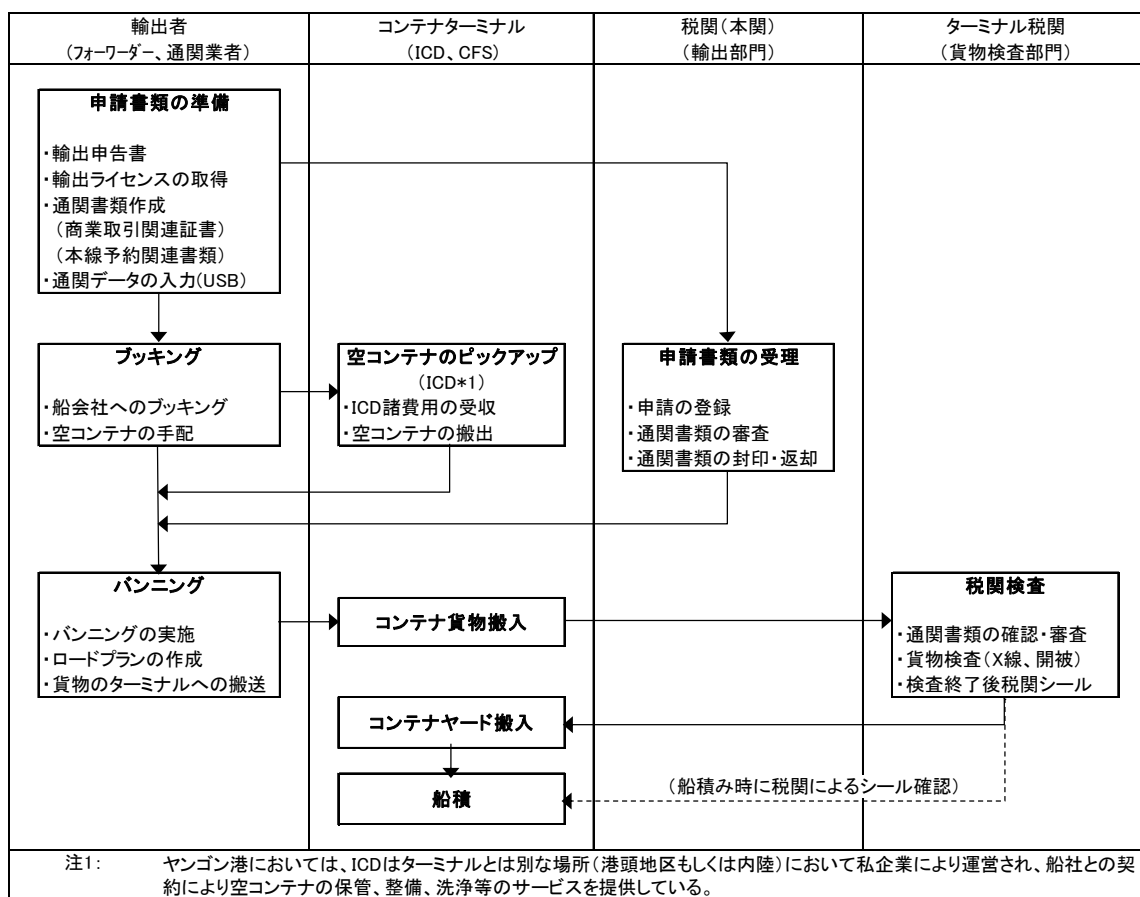 輸出者
(フォーワーダー、通関業者)
コンテナターミナル
(ICD、CFS)
税関(本関)
(輸出部門)
ターミナル税関
(貨物検査部門)
申請書類の準備
・輸出申告書
・輸出ライセンスの取得
・通関書類作成
(商業取引関連証書)
(本線予約関連書類)
・通関データの入力(USB)
ブッキング
・船会社へのブッキング
・空コンテナの手配
空コンテナのピックアップ
(ICD*1)
・ICD諸費用の受収
・空コンテナの搬出
申請書類の受理
・申請の登録
・通関書類の審査
・通関書類の封印・返却
バンニング
・バンニングの実施
・ロードプランの作成
・貨物のターミナルへの搬送
コンテナ貨物搬入
税関検査
・通関書類の確認・審査
・貨物検査(X線、開被)
・検査終了後税関シール
コンテナヤード搬入
船積
(船積み時に税関によるシール確認)
注1: ヤンゴン港においては、ICDはターミナルとは別な場所(港頭地区もしくは内陸)において私企業により運営され、船社との契
約により空コンテナの保管、整備、洗浄等のサービスを提供している。